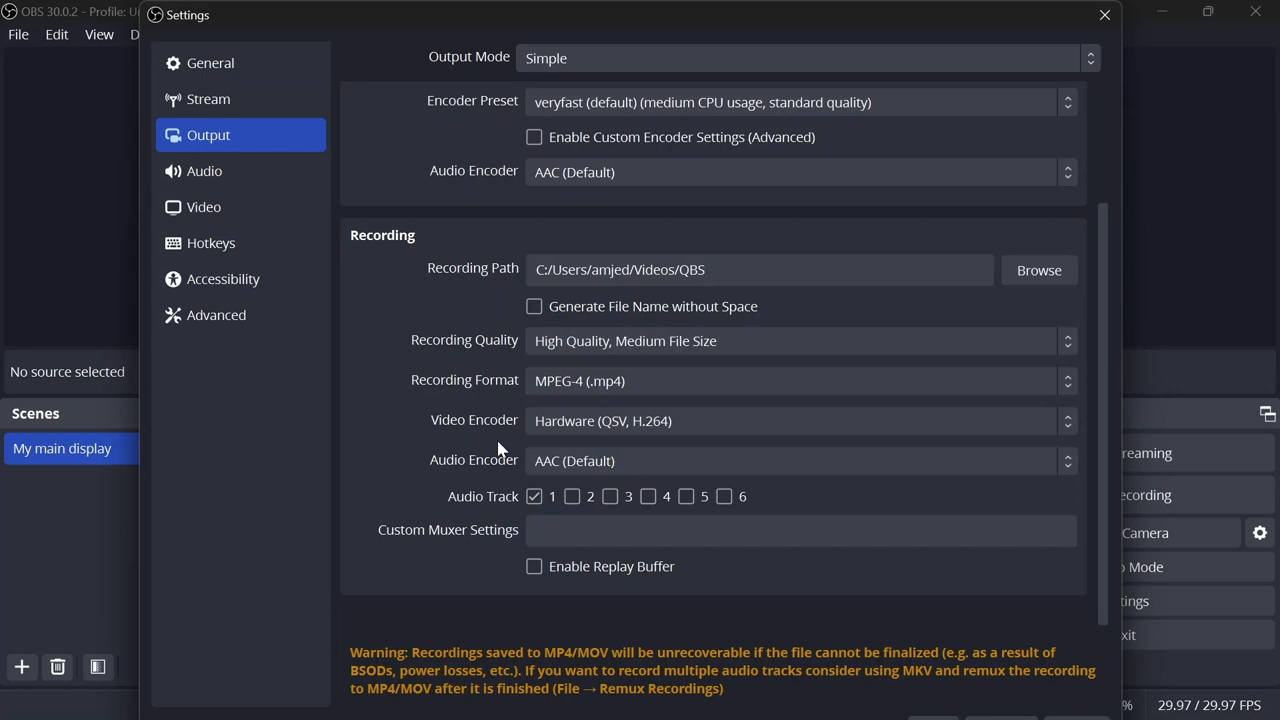 OBS 30.0.2 - Profile: U
Settings
File Edit View D
General
Stream
Output
Audio
Video
Hotkeys
Accessibility
Advanced
Output Mode Simple
Encoder Preset veryfast (default) (medium CPU usage, standard quality)
Enable Custom Encoder Settings (Advanced)
Audio Encoder AAC (Default)
Recording
Recording Path C:/Users/amjed/Videos/QBS Browse
Generate File Name without Space
Recording Quality High Quality, Medium File Size
Recording Format MPEG-4 (.mp4)
Video Encoder Hardware (QSV, H.264)
Audio Encoder AAC (Default)
Audio Track 1 2 3 4 5 6
Custom Muxer Settings
Enable Replay Buffer
Warning: Recordings saved to MP4/MOV will be unrecoverable if the file cannot be finalized (e.g. as a result of
BSODs, power losses, etc.). If you want to record multiple audio tracks consider using MKV and remux the recording
to MP4/MOV after it is finished (File → Remux Recordings)
No source selected
Scenes
My main display
reaming
ecording
Camera
o Mode
tings
xit
% 29.97 / 29.97 FPS